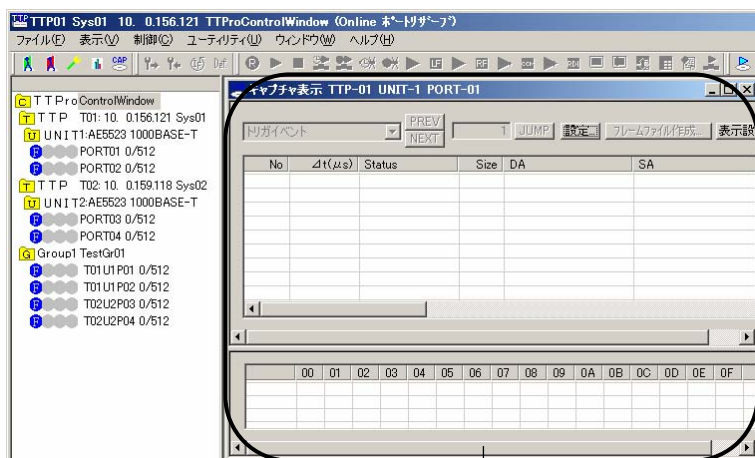 TTP01 Sys01 10. 0.156.121 TTProControlWindow (Online ポートリザーブ)
ファイル(F) 表示(V) 制御(C) ユーティリティ(U) ウィンドウ(W) ヘルプ(H)
CAP
TTPro ControlWindow
TTP T01: 10. 0.156.121 Sys01
UNIT1:AE5523 1000BASE-T
PORT01 0/512
PORT02 0/512
TTP T02: 10. 0.159.118 Sys02
UNIT2:AE5523 1000BASE-T
PORT03 0/512
PORT04 0/512
Group1 TestGr01
T01U1P01 0/512
T01U1P02 0/512
T02U2P03 0/512
T02U2P04 0/512
キャプチャ表示 TTP-01 UNIT-1 PORT-01
トリガイベント PREV NEXT 1 JUMP 設定... フレームファイル作成... 表示設
No Δt(μs) Status Size DA SA
00 01 02 03 04 05 06 07 08 09 0A 0B 0C 0D 0E 0F